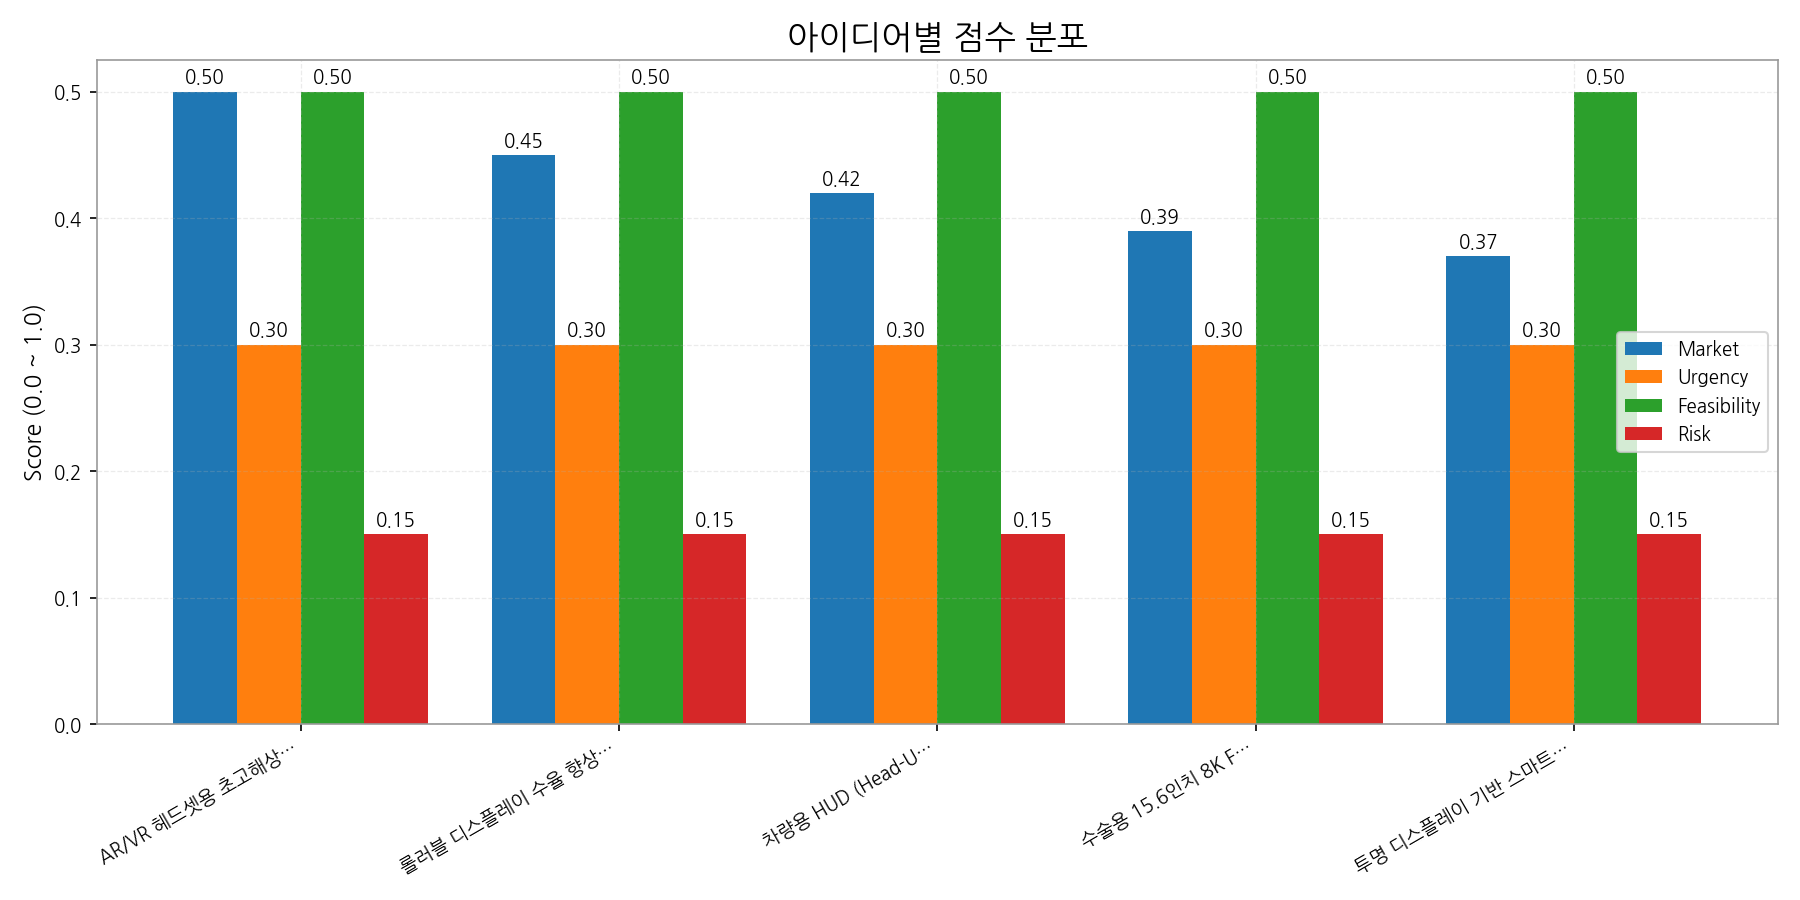 아이디어별 점수 분포
Score (0.0 ~ 1.0)
0.5
0.4
0.3
0.2
0.1
0.0
0.50
0.30
0.50
0.15
0.45
0.30
0.50
0.15
0.42
0.30
0.50
0.15
0.39
0.30
0.50
0.15
0.37
0.30
0.50
0.15
Market
Urgency
Feasibility
Risk
AR/VR 헤드셋용 초고해상…
롤러블 디스플레이 수율 향상…
차량용 HUD (Head-U…
수술용 15.6인치 8K F…
투명 디스플레이 기반 스마트…